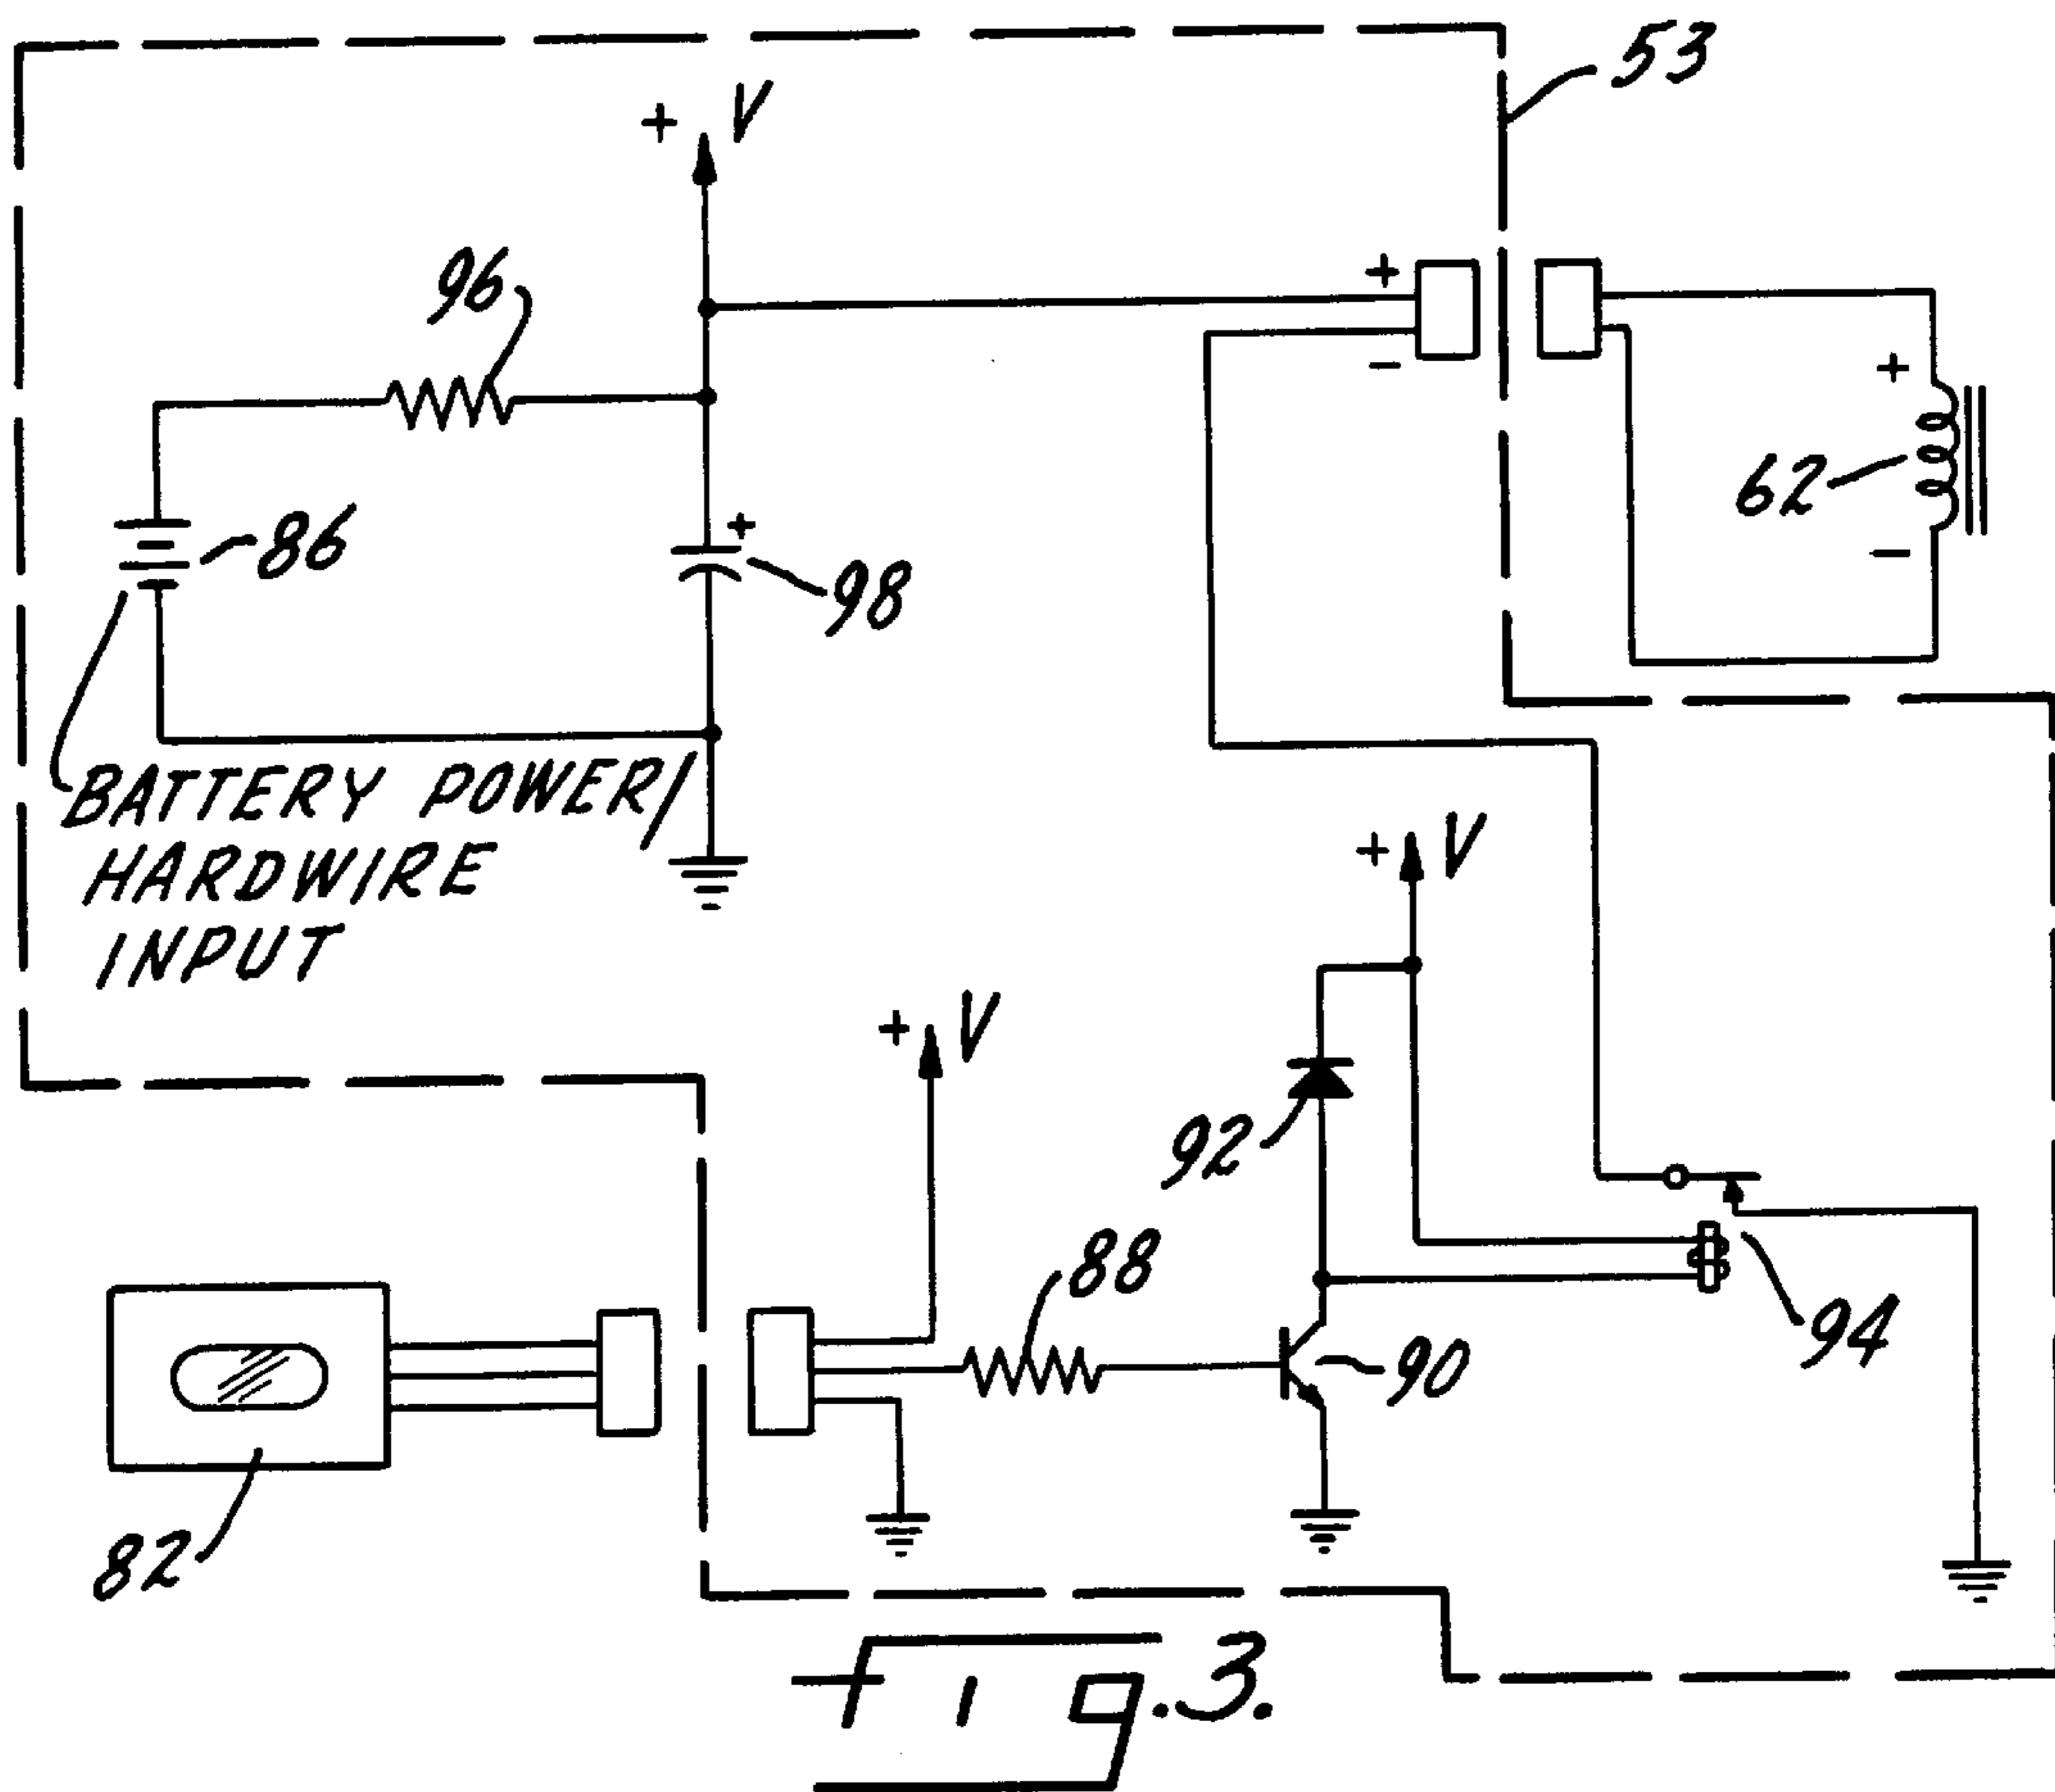 53
+ V
96
+
-
+
62
-
86
+
98
BATTERY POWER/
HARDWIRE
INPUT
+ V
+ V
92
88
94
90
82
Fig.3.